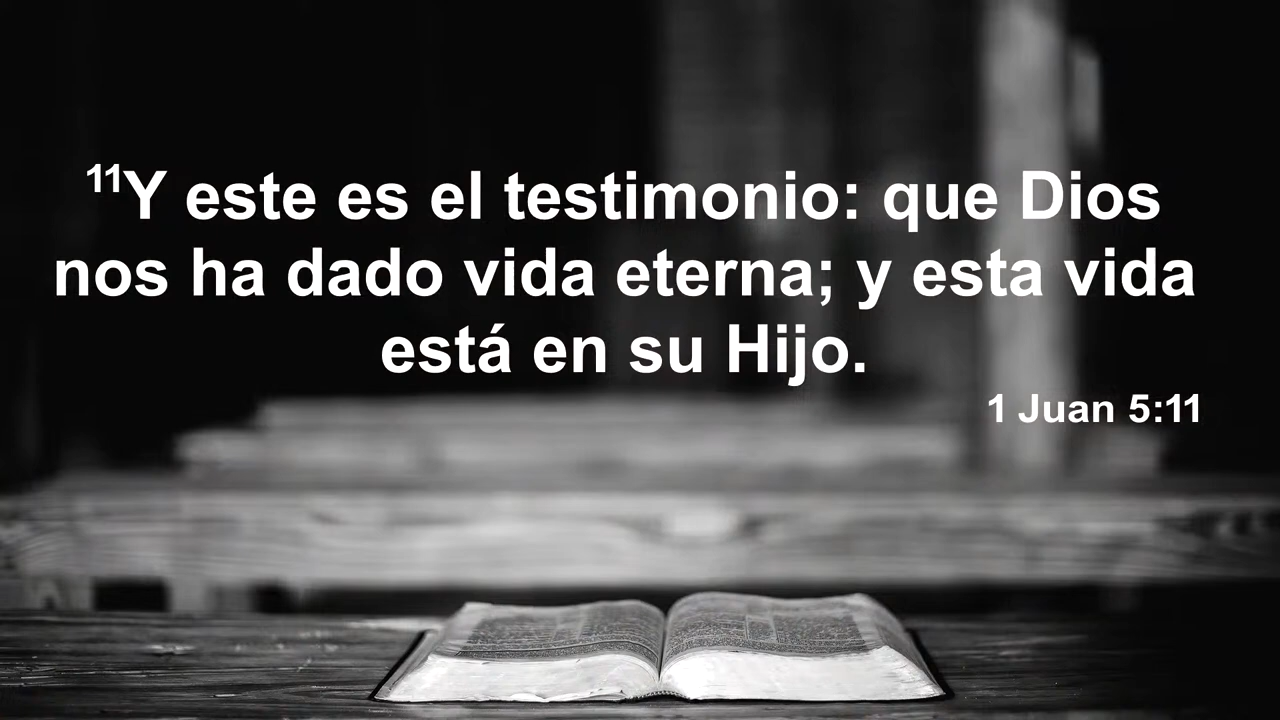 ¹¹Y este es el testimonio: que Dios
nos ha dado vida eterna; y esta vida
está en su Hijo.
1 Juan 5:11